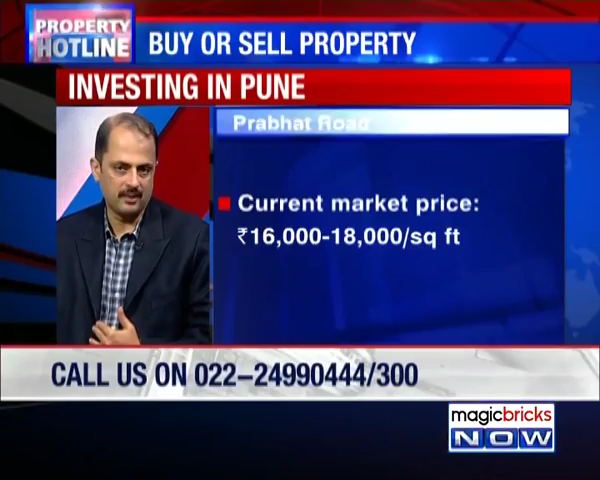 PROPERTY
HOTLINE
BUY OR SELL PROPERTY
INVESTING IN PUNE
Prabhat Road
Current market price:
₹16,000-18,000/sq ft
CALL US ON 022–24990444/300
magicbricks
NOW